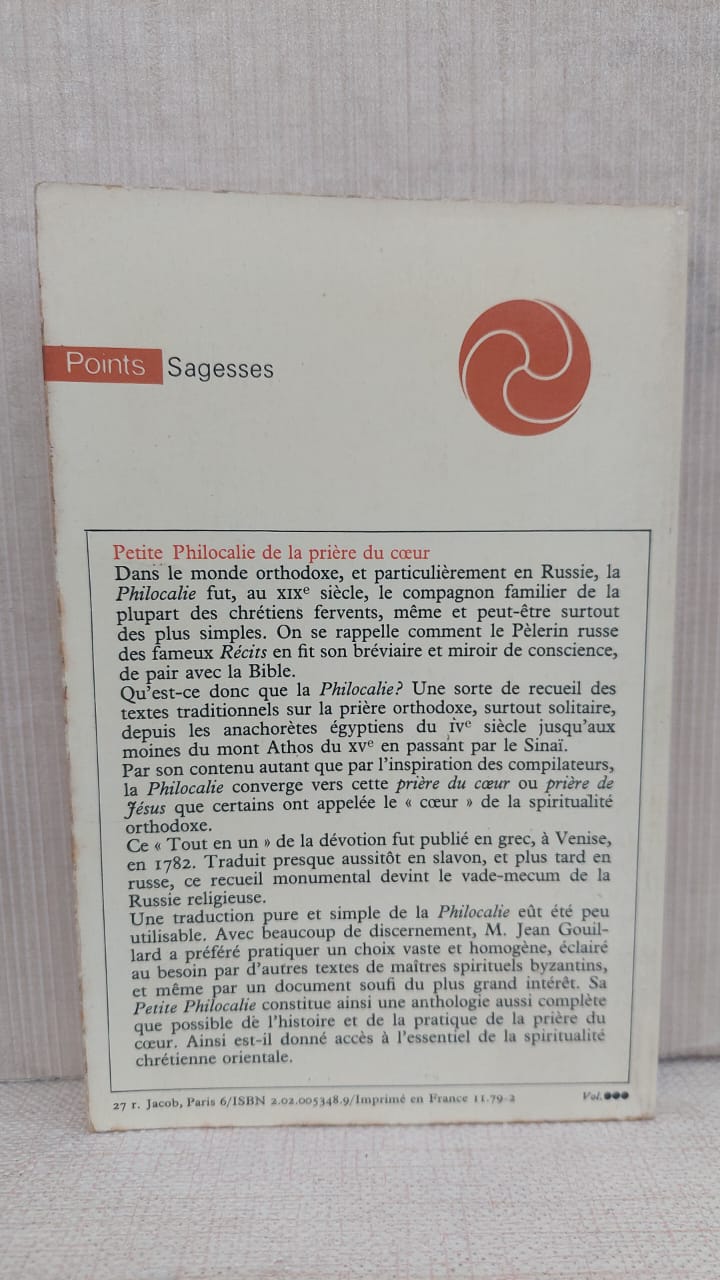 Points Sagesses
Petite Philocalie de la prière du cœur
Dans le monde orthodoxe, et particulièrement en Russie, la
Philocalie fut, au XIXe siècle, le compagnon familier de la
plupart des chrétiens fervents, même et peut-être surtout
des plus simples. On se rappelle comment le Pèlerin russe
des fameux Récits en fit son bréviaire et miroir de conscience,
de pair avec la Bible.
Qu'est-ce donc que la Philocalie? Une sorte de recueil des
textes traditionnels sur la prière orthodoxe, surtout solitaire,
depuis les anachorètes égyptiens du IVe siècle jusqu'aux
moines du mont Athos du XVe en passant par le Sinaï.
Par son contenu autant que par l'inspiration des compilateurs,
la Philocalie converge vers cette prière du cœur ou prière de
Jésus que certains ont appelée le « cœur » de la spiritualité
orthodoxe.
Ce « Tout en un » de la dévotion fut publié en grec, à Venise,
en 1782. Traduit presque aussitôt en slavon, et plus tard en
russe, ce recueil monumental devint le vade-mecum de la
Russie religieuse.
Une traduction pure et simple de la Philocalie eût été peu
utilisable. Avec beaucoup de discernement, M. Jean Gouil-
lard a préféré pratiquer un choix vaste et homogène, éclairé
au besoin par d'autres textes de maîtres spirituels byzantins,
et même par un document soufi du plus grand intérêt. Sa
Petite Philocalie constitue ainsi une anthologie aussi complète
que possible de l'histoire et de la pratique de la prière du
cœur. Ainsi est-il donné accès à l'essentiel de la spiritualité
chrétienne orientale.
27 r. Jacob, Paris 6/ISBN 2.02.005348.9/Imprimé en France 11.79-2 Vol.●●●